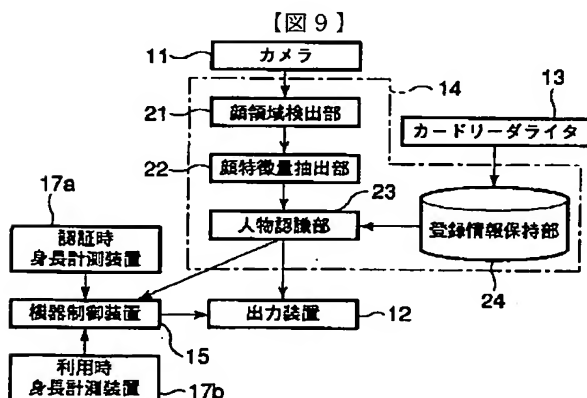 【図9】
11
カメラ
14
21
顔領域検出部
13
カードリーダライタ
22
顔特徴量抽出部
17a
23
認証時
身長計測装置
人物認識部
登録情報保持部
24
機器制御装置
15
出力装置
12
利用時
身長計測装置
17b